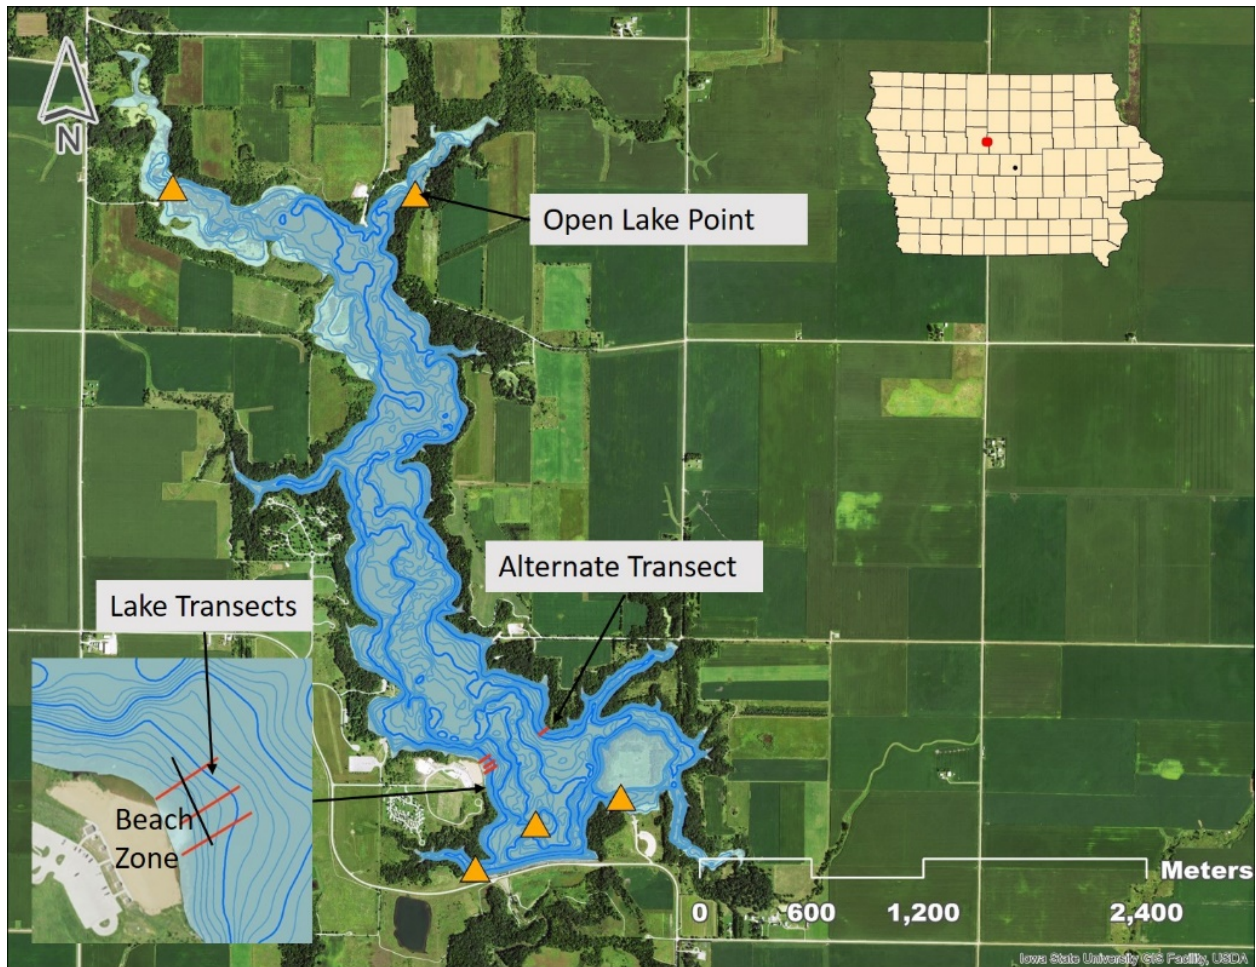 N
Open Lake Point
Alternate Transect
Lake Transects
Beach
Zone
Meters
0 600 1,200 2,400
Iowa State University GIS Facility, USDA